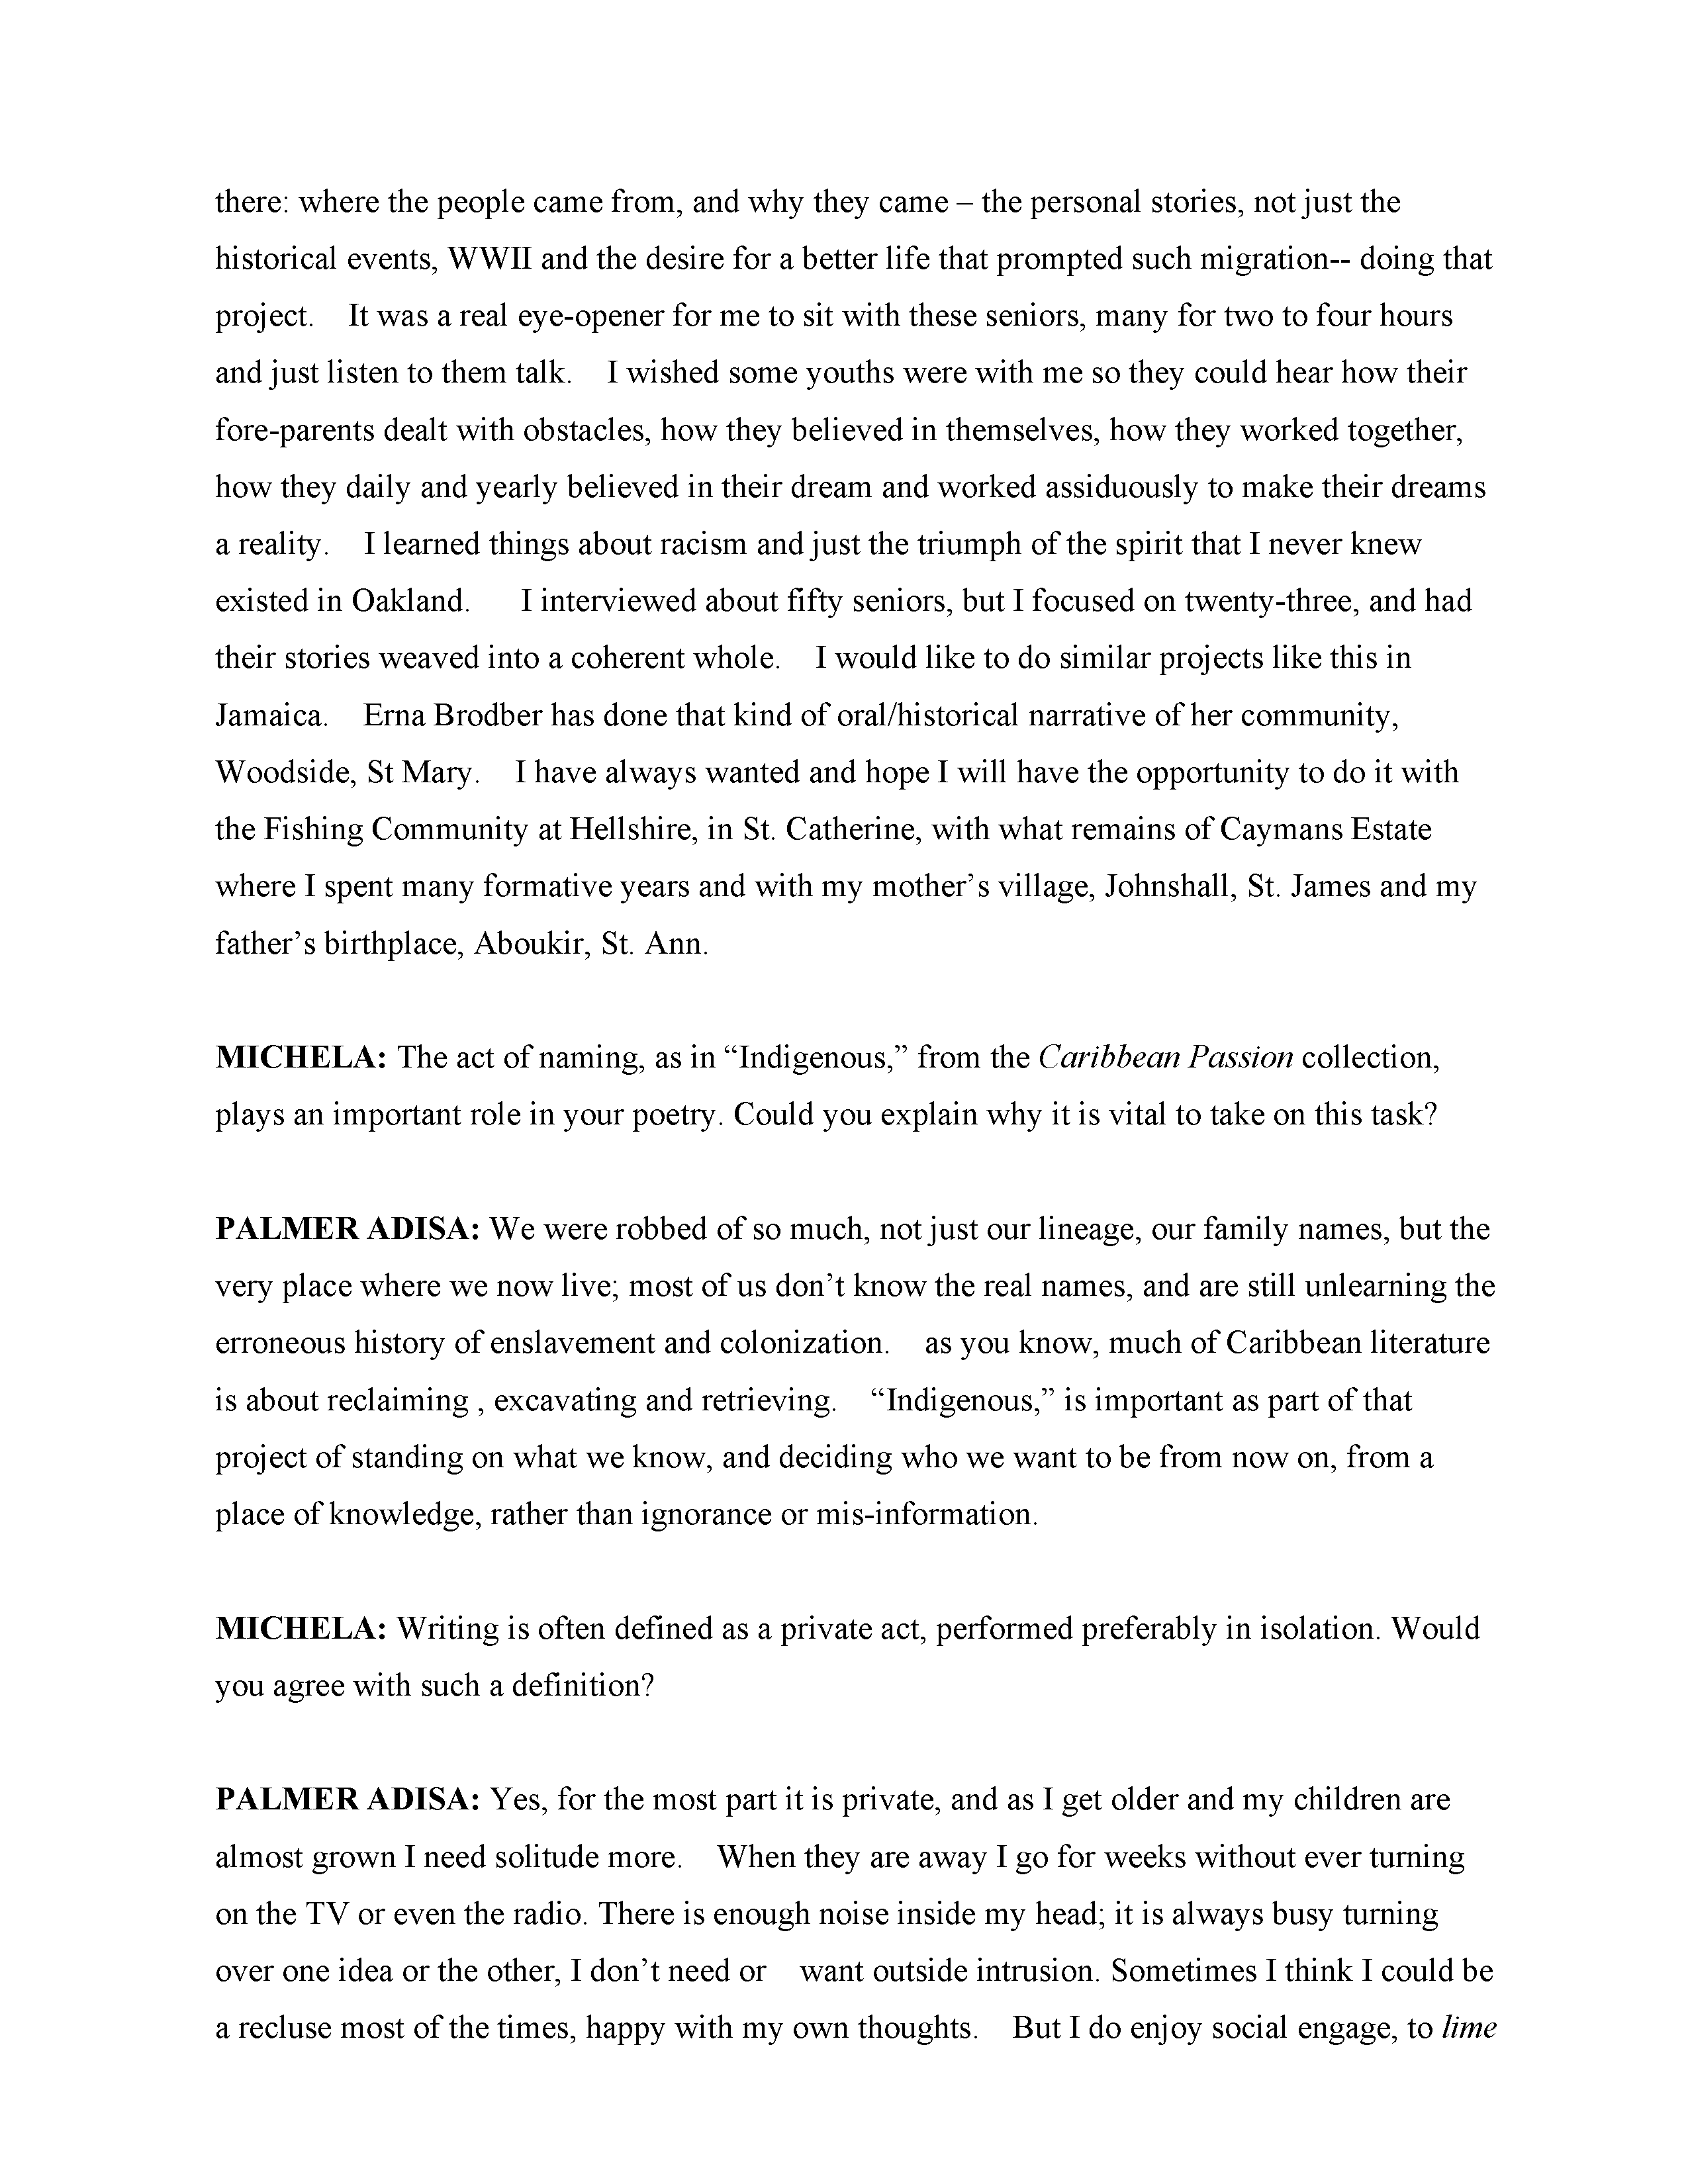 there: where the people came from, and why they came – the personal stories, not just the
historical events, WWII and the desire for a better life that prompted such migration-- doing that
project.    It was a real eye-opener for me to sit with these seniors, many for two to four hours
and just listen to them talk.    I wished some youths were with me so they could hear how their
fore-parents dealt with obstacles, how they believed in themselves, how they worked together,
how they daily and yearly believed in their dream and worked assiduously to make their dreams
a reality.    I learned things about racism and just the triumph of the spirit that I never knew
existed in Oakland.      I interviewed about fifty seniors, but I focused on twenty-three, and had
their stories weaved into a coherent whole.    I would like to do similar projects like this in
Jamaica.    Erna Brodber has done that kind of oral/historical narrative of her community,
Woodside, St Mary.    I have always wanted and hope I will have the opportunity to do it with
the Fishing Community at Hellshire, in St. Catherine, with what remains of Caymans Estate
where I spent many formative years and with my mother’s village, Johnshall, St. James and my
father’s birthplace, Aboukir, St. Ann.
MICHELA: The act of naming, as in “Indigenous,” from the Caribbean Passion collection,
plays an important role in your poetry. Could you explain why it is vital to take on this task?
PALMER ADISA: We were robbed of so much, not just our lineage, our family names, but the
very place where we now live; most of us don’t know the real names, and are still unlearning the
erroneous history of enslavement and colonization.    as you know, much of Caribbean literature
is about reclaiming , excavating and retrieving.    “Indigenous,” is important as part of that
project of standing on what we know, and deciding who we want to be from now on, from a
place of knowledge, rather than ignorance or mis-information.
MICHELA: Writing is often defined as a private act, performed preferably in isolation. Would
you agree with such a definition?
PALMER ADISA: Yes, for the most part it is private, and as I get older and my children are
almost grown I need solitude more.    When they are away I go for weeks without ever turning
on the TV or even the radio. There is enough noise inside my head; it is always busy turning
over one idea or the other, I don’t need or    want outside intrusion. Sometimes I think I could be
a recluse most of the times, happy with my own thoughts.    But I do enjoy social engage, to lime